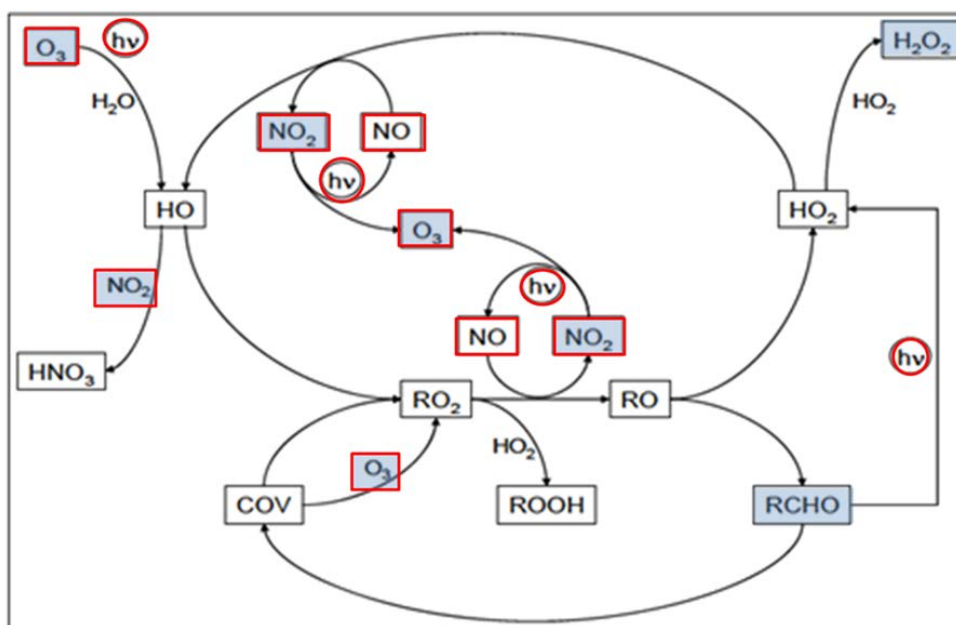 O₃
hν
H₂O₂
H₂O
HO₂
NO₂
NO
hν
HO
HO₂
O₃
NO₂
hν
NO
NO₂
hν
HNO₃
RO₂
RO
HO₂
O₃
COV
ROOH
RCHO